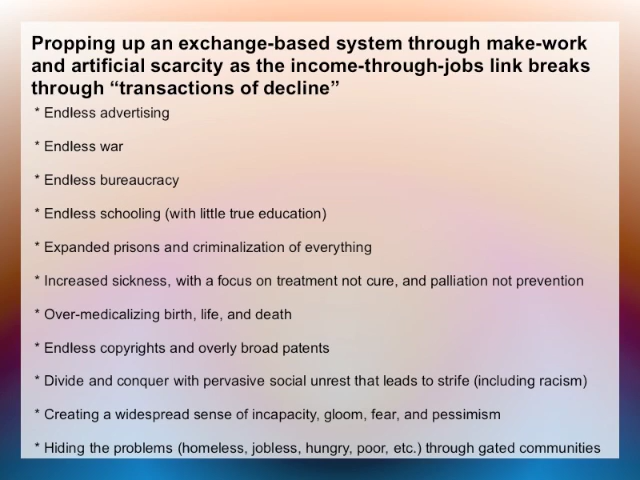 Propping up an exchange-based system through make-work
and artificial scarcity as the income-through-jobs link breaks
through “transactions of decline”
* Endless advertising
* Endless war
* Endless bureaucracy
* Endless schooling (with little true education)
* Expanded prisons and criminalization of everything
* Increased sickness, with a focus on treatment not cure, and palliation not prevention
* Over-medicalizing birth, life, and death
* Endless copyrights and overly broad patents
* Divide and conquer with pervasive social unrest that leads to strife (including racism)
* Creating a widespread sense of incapacity, gloom, fear, and pessimism
* Hiding the problems (homeless, jobless, hungry, poor, etc.) through gated communities